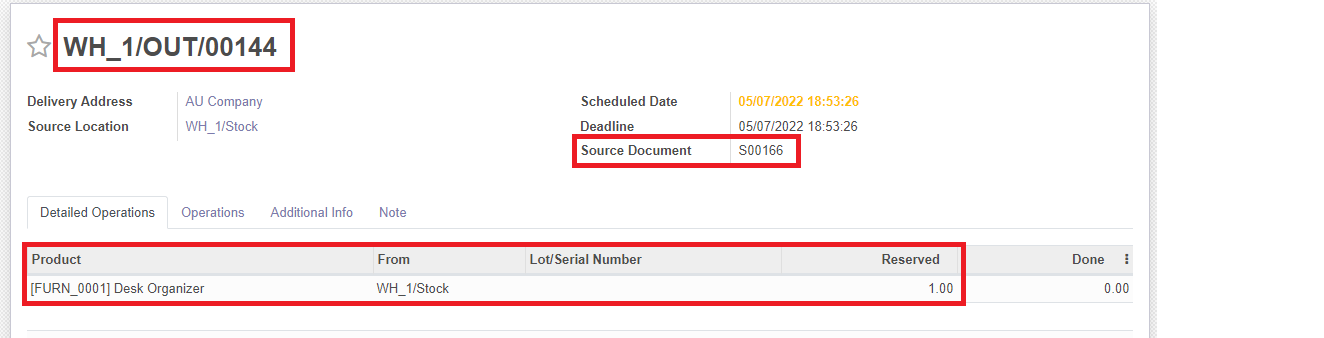 WH_1/OUT/00144
Delivery Address AU Company Scheduled Date 05/07/2022 18:53:26
Source Location WH_1/Stock Deadline 05/07/2022 18:53:26
Source Document S00166
Detailed Operations Operations Additional Info Note
Product From Lot/Serial Number Reserved Done
[FURN_0001] Desk Organizer WH_1/Stock 1.00 0.00